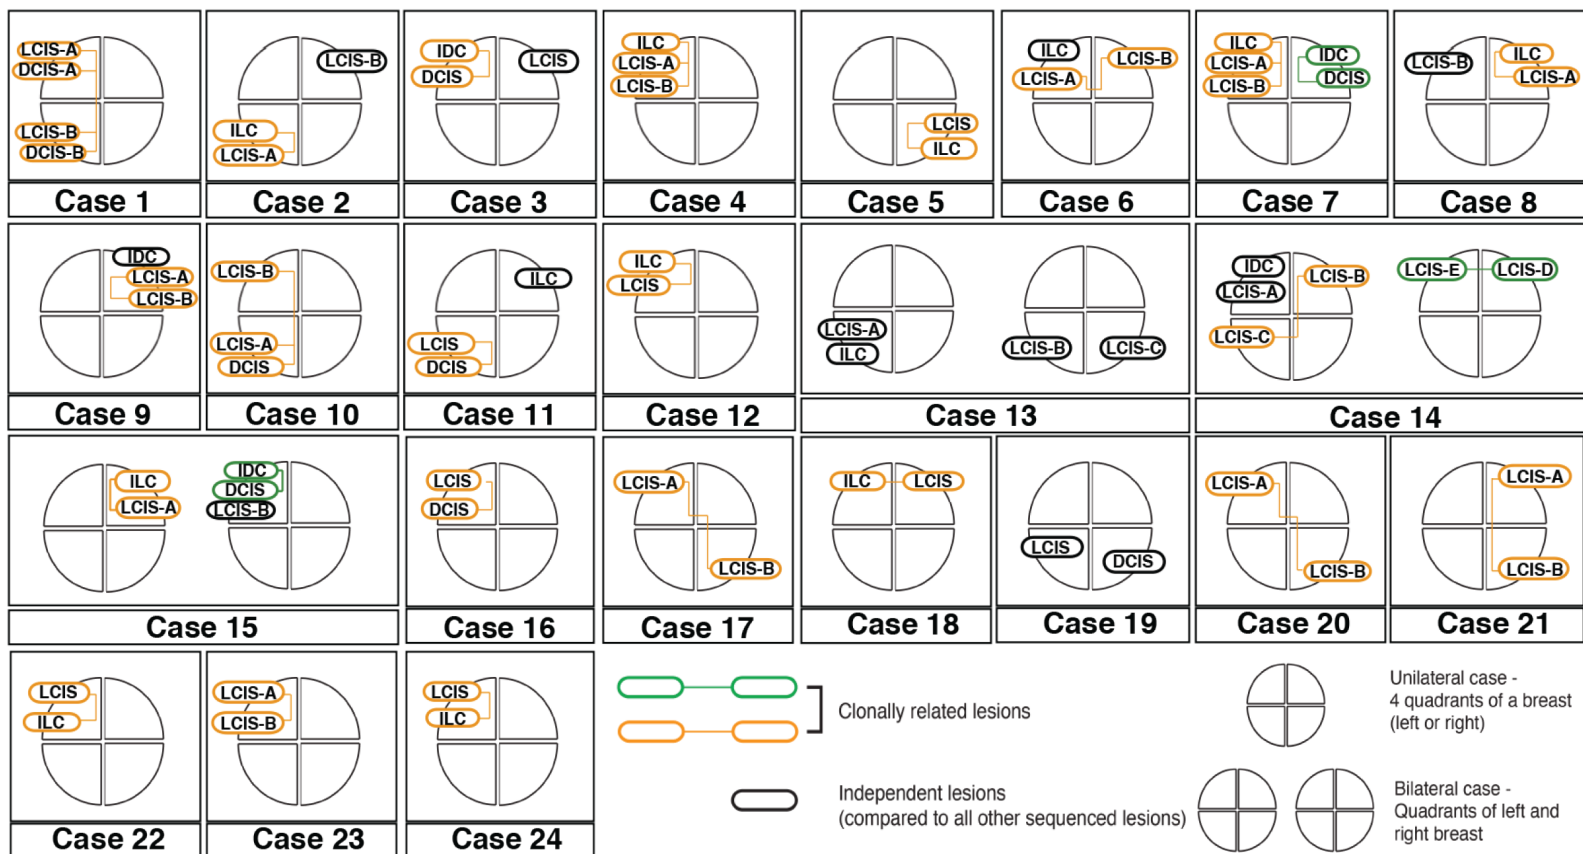 LCIS-A
DCIS-A
LCIS-B
DCIS-B
Case 1
LCIS-B
ILC
LCIS-A
Case 2
IDC
DCIS
LCIS
Case 3
ILC
LCIS-A
LCIS-B
Case 4
LCIS
ILC
Case 5
ILC
LCIS-A
LCIS-B
Case 6
ILC
LCIS-A
LCIS-B
IDC
DCIS
Case 7
LCIS-B
ILC
LCIS-A
Case 8
IDC
LCIS-A
LCIS-B
Case 9
LCIS-B
LCIS-A
DCIS
Case 10
ILC
LCIS
DCIS
Case 11
ILC
LCIS
Case 12
LCIS-A
ILC
LCIS-B
LCIS-C
Case 13
IDC
LCIS-A
LCIS-B
LCIS-C
LCIS-E
LCIS-D
Case 14
ILC
LCIS-A
IDC
DCIS
LCIS-B
Case 15
LCIS
DCIS
Case 16
LCIS-A
LCIS-B
Case 17
ILC
LCIS
Case 18
LCIS
DCIS
Case 19
LCIS-A
LCIS-B
Case 20
LCIS-A
LCIS-B
Case 21
LCIS
ILC
Case 22
LCIS-A
LCIS-B
Case 23
LCIS
ILC
Case 24
Clonally related lesions
Independent lesions
(compared to all other sequenced lesions)
Unilateral case -
4 quadrants of a breast
(left or right)
Bilateral case -
Quadrants of left and
right breast